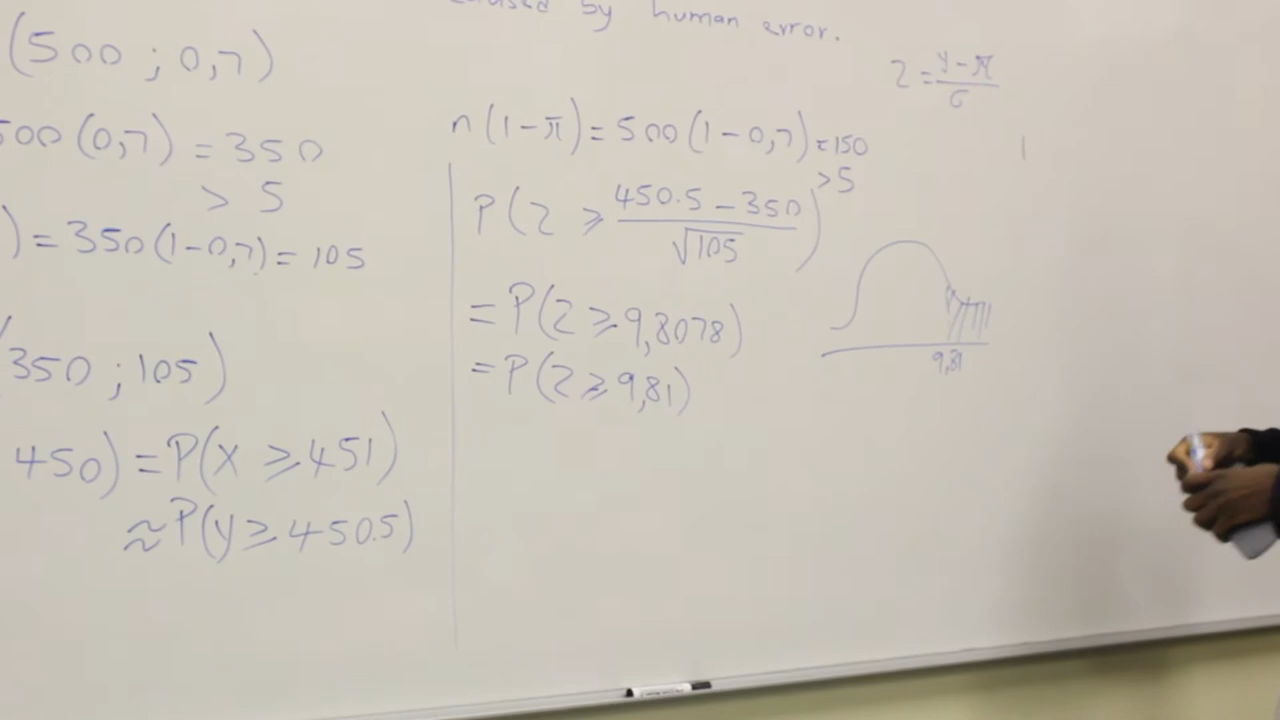 by human error.
(500 ; 0,7)
500(0,7) = 350
> 5
) = 350(1-0,7) = 105
350 ; 105)
450) = P(X ≥ 451)
≈ P(y ≥ 450.5)
Z = (y - π)/σ
n(1-π) = 500(1-0,7) = 150
> 5
P(Z ≥ (450.5 - 350)/√105)
= P(Z ≥ 9,8078)
= P(Z ≥ 9,81)
9,81